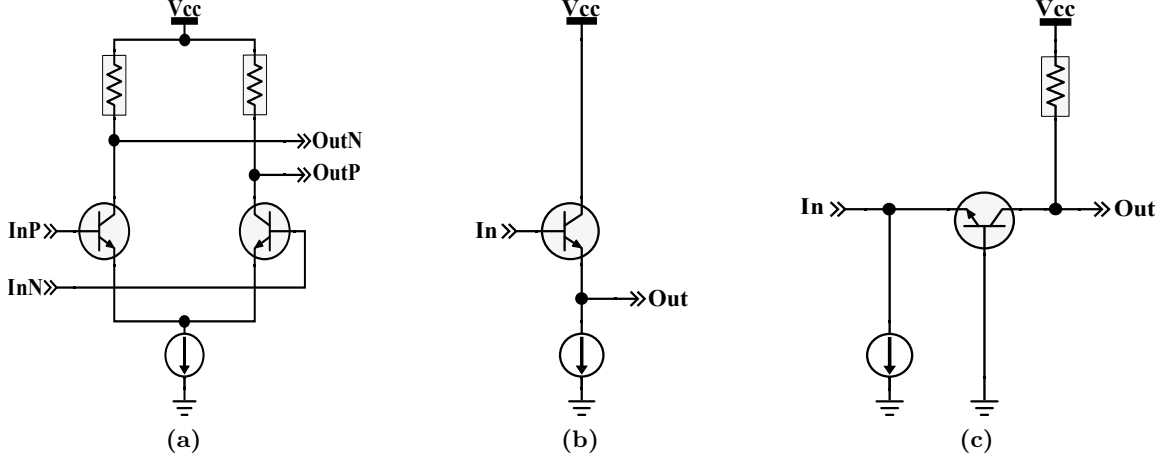 Vcc
OutN
OutP
InP
InN
(a)
Vcc
In
Out
(b)
Vcc
In
Out
(c)